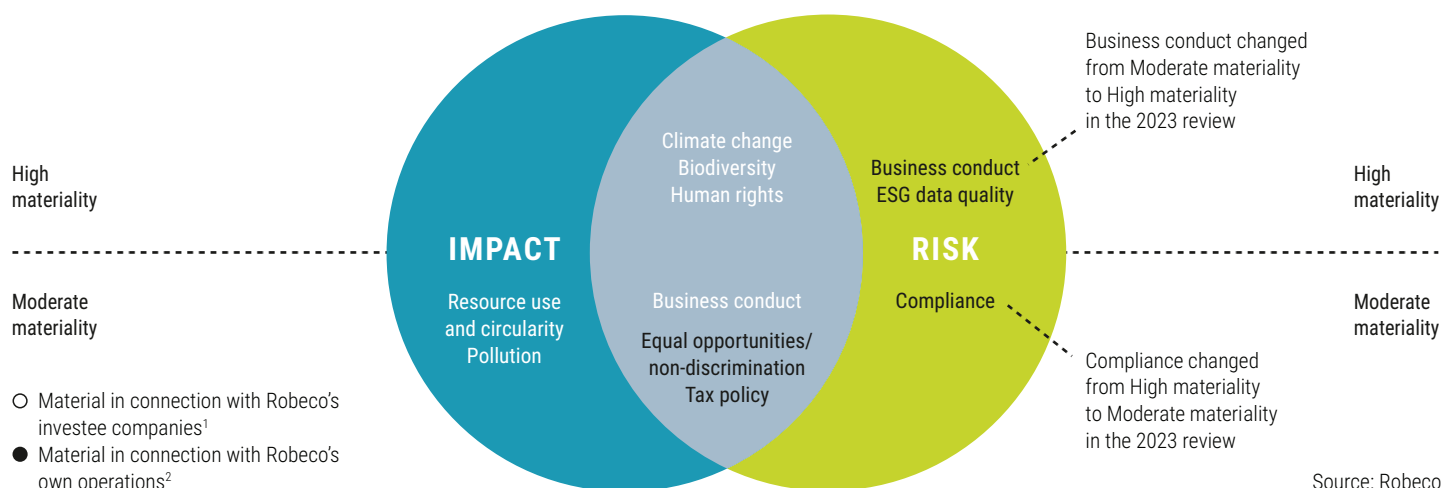 Business conduct changed
from Moderate materiality
to High materiality
in the 2023 review
High
materiality
Climate change
Biodiversity
Human rights
Business conduct
ESG data quality
High
materiality
IMPACT
RISK
Moderate
materiality
Resource use
and circularity
Pollution
Business conduct
Equal opportunities/
non-discrimination
Tax policy
Compliance
Moderate
materiality
Compliance changed
from High materiality
to Moderate materiality
in the 2023 review
Material in connection with Robeco's
investee companies¹
Material in connection with Robeco's
own operations²
Source: Robeco